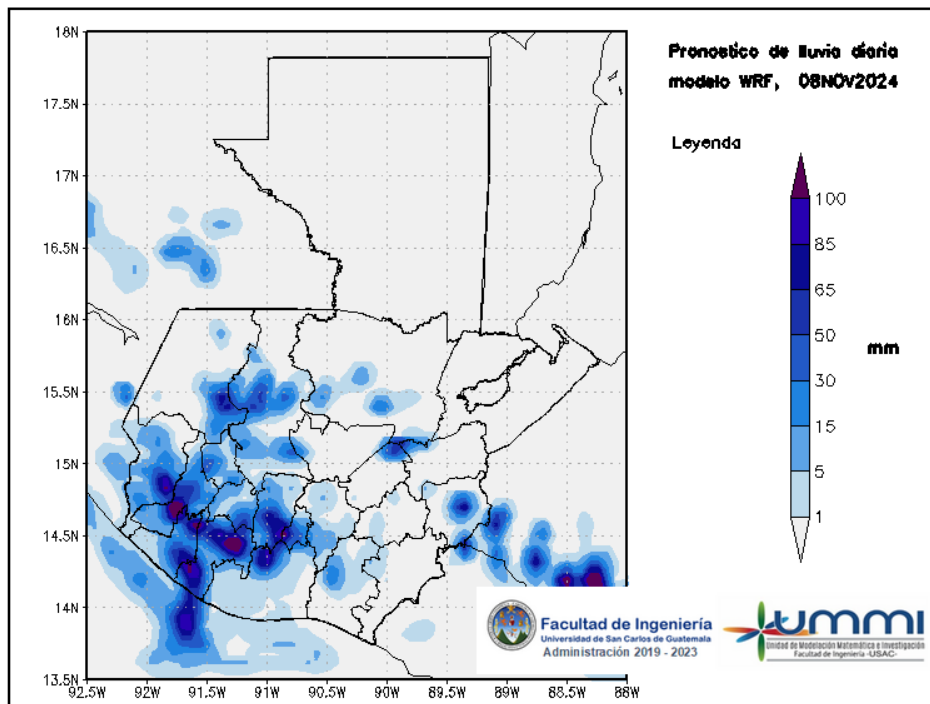 Pronostico de lluvia diaria
modelo WRF, 08NOV2024
Leyenda
100
85
65
50
30
15
5
1
mm
18N
17.5N
17N
16.5N
16N
15.5N
15N
14.5N
14N
13.5N
92.5W 92W 91.5W 91W 90.5W 90W 89.5W 89W 88.5W 88W
Facultad de Ingeniería
Universidad de San Carlos de Guatemala
Administración 2019 - 2023
UMMI
Unidad de Modelación Matemática e Investigación
Facultad de Ingeniería -USAC-